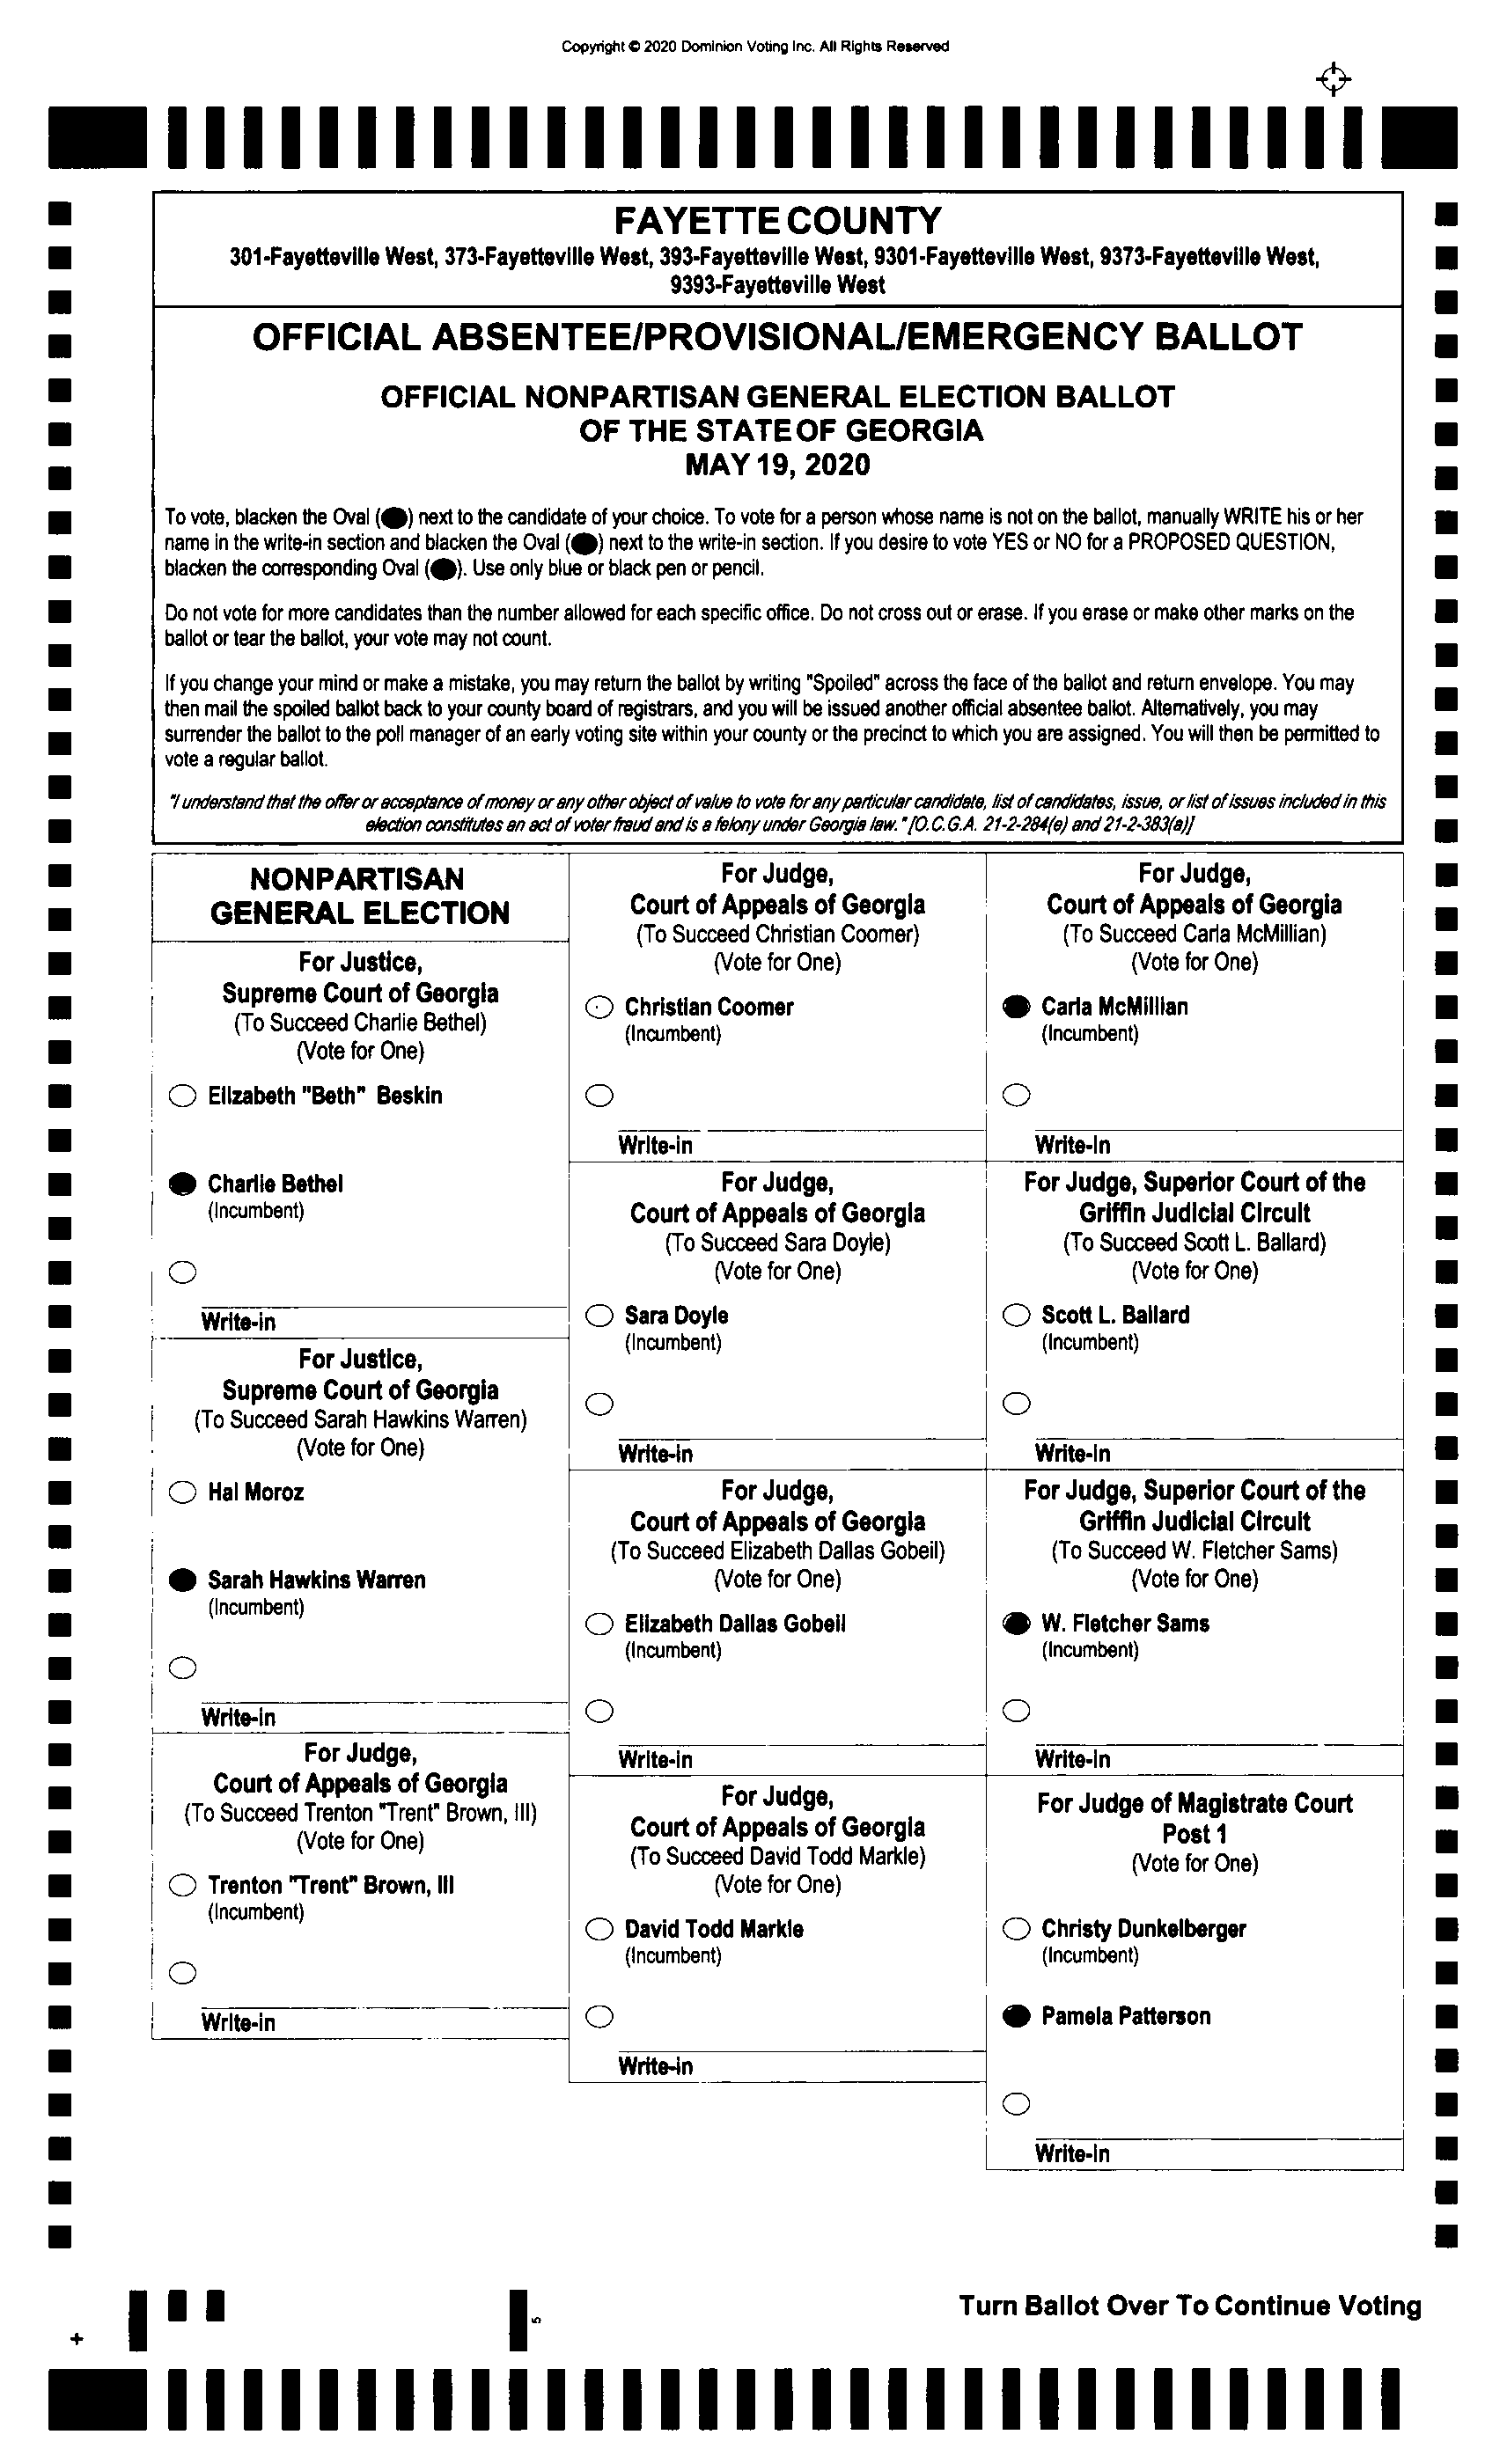 Copyright © 2020 Dominion Voting Inc. All Rights Reserved
FAYETTE COUNTY
301-Fayetteville West, 373-Fayetteville West, 393-Fayetteville West, 9301-Fayetteville West, 9373-Fayetteville West,
9393-Fayetteville West
OFFICIAL ABSENTEE/PROVISIONAL/EMERGENCY BALLOT
OFFICIAL NONPARTISAN GENERAL ELECTION BALLOT
OF THE STATE OF GEORGIA
MAY 19, 2020
To vote, blacken the Oval (●) next to the candidate of your choice. To vote for a person whose name is not on the ballot, manually WRITE his or her
name in the write-in section and blacken the Oval (●) next to the write-in section. If you desire to vote YES or NO for a PROPOSED QUESTION,
blacken the corresponding Oval (●). Use only blue or black pen or pencil.
Do not vote for more candidates than the number allowed for each specific office. Do not cross out or erase. If you erase or make other marks on the
ballot or tear the ballot, your vote may not count.
If you change your mind or make a mistake, you may return the ballot by writing "Spoiled" across the face of the ballot and return envelope. You may
then mail the spoiled ballot back to your county board of registrars, and you will be issued another official absentee ballot. Alternatively, you may
surrender the ballot to the poll manager of an early voting site within your county or the precinct to which you are assigned. You will then be permitted to
vote a regular ballot.
"I understand that the offer or acceptance of money or any other object of value to vote for any particular candidate, list of candidates, issue, or list of issues included in this
election constitutes an act of voter fraud and is a felony under Georgia law." [O.C.G.A. 21-2-284(e) and 21-2-383(a)]
NONPARTISAN
GENERAL ELECTION
For Justice,
Supreme Court of Georgia
(To Succeed Charlie Bethel)
(Vote for One)
Elizabeth "Beth" Beskin
Charlie Bethel
(Incumbent)
Write-in
For Justice,
Supreme Court of Georgia
(To Succeed Sarah Hawkins Warren)
(Vote for One)
Hal Moroz
Sarah Hawkins Warren
(Incumbent)
Write-in
For Judge,
Court of Appeals of Georgia
(To Succeed Trenton "Trent" Brown, III)
(Vote for One)
Trenton "Trent" Brown, III
(Incumbent)
Write-in
For Judge,
Court of Appeals of Georgia
(To Succeed Christian Coomer)
(Vote for One)
Christian Coomer
(Incumbent)
Write-in
For Judge,
Court of Appeals of Georgia
(To Succeed Sara Doyle)
(Vote for One)
Sara Doyle
(Incumbent)
Write-in
For Judge,
Court of Appeals of Georgia
(To Succeed Elizabeth Dallas Gobeil)
(Vote for One)
Elizabeth Dallas Gobeil
(Incumbent)
Write-in
For Judge,
Court of Appeals of Georgia
(To Succeed David Todd Markle)
(Vote for One)
David Todd Markle
(Incumbent)
Write-in
For Judge,
Court of Appeals of Georgia
(To Succeed Carla McMillian)
(Vote for One)
Carla McMillian
(Incumbent)
Write-in
For Judge, Superior Court of the
Griffin Judicial Circuit
(To Succeed Scott L. Ballard)
(Vote for One)
Scott L. Ballard
(Incumbent)
Write-in
For Judge, Superior Court of the
Griffin Judicial Circuit
(To Succeed W. Fletcher Sams)
(Vote for One)
W. Fletcher Sams
(Incumbent)
Write-in
For Judge of Magistrate Court
Post 1
(Vote for One)
Christy Dunkelberger
(Incumbent)
Pamela Patterson
Write-in
Turn Ballot Over To Continue Voting
5